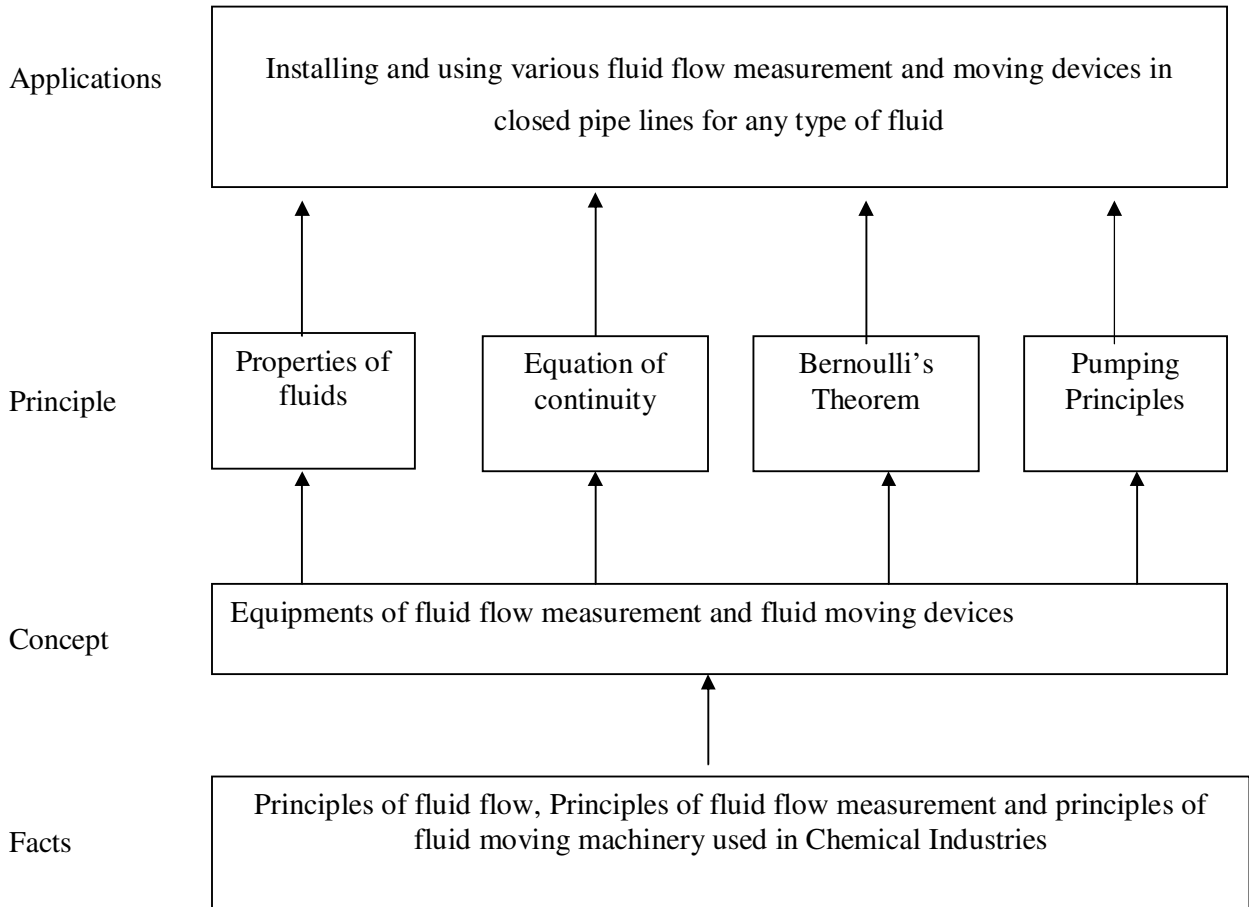 Applications
Installing and using various fluid flow measurement and moving devices in
closed pipe lines for any type of fluid
Principle
Properties of
fluids
Equation of
continuity
Bernoulli’s
Theorem
Pumping
Principles
Concept
Equipments of fluid flow measurement and fluid moving devices
Facts
Principles of fluid flow, Principles of fluid flow measurement and principles of
fluid moving machinery used in Chemical Industries